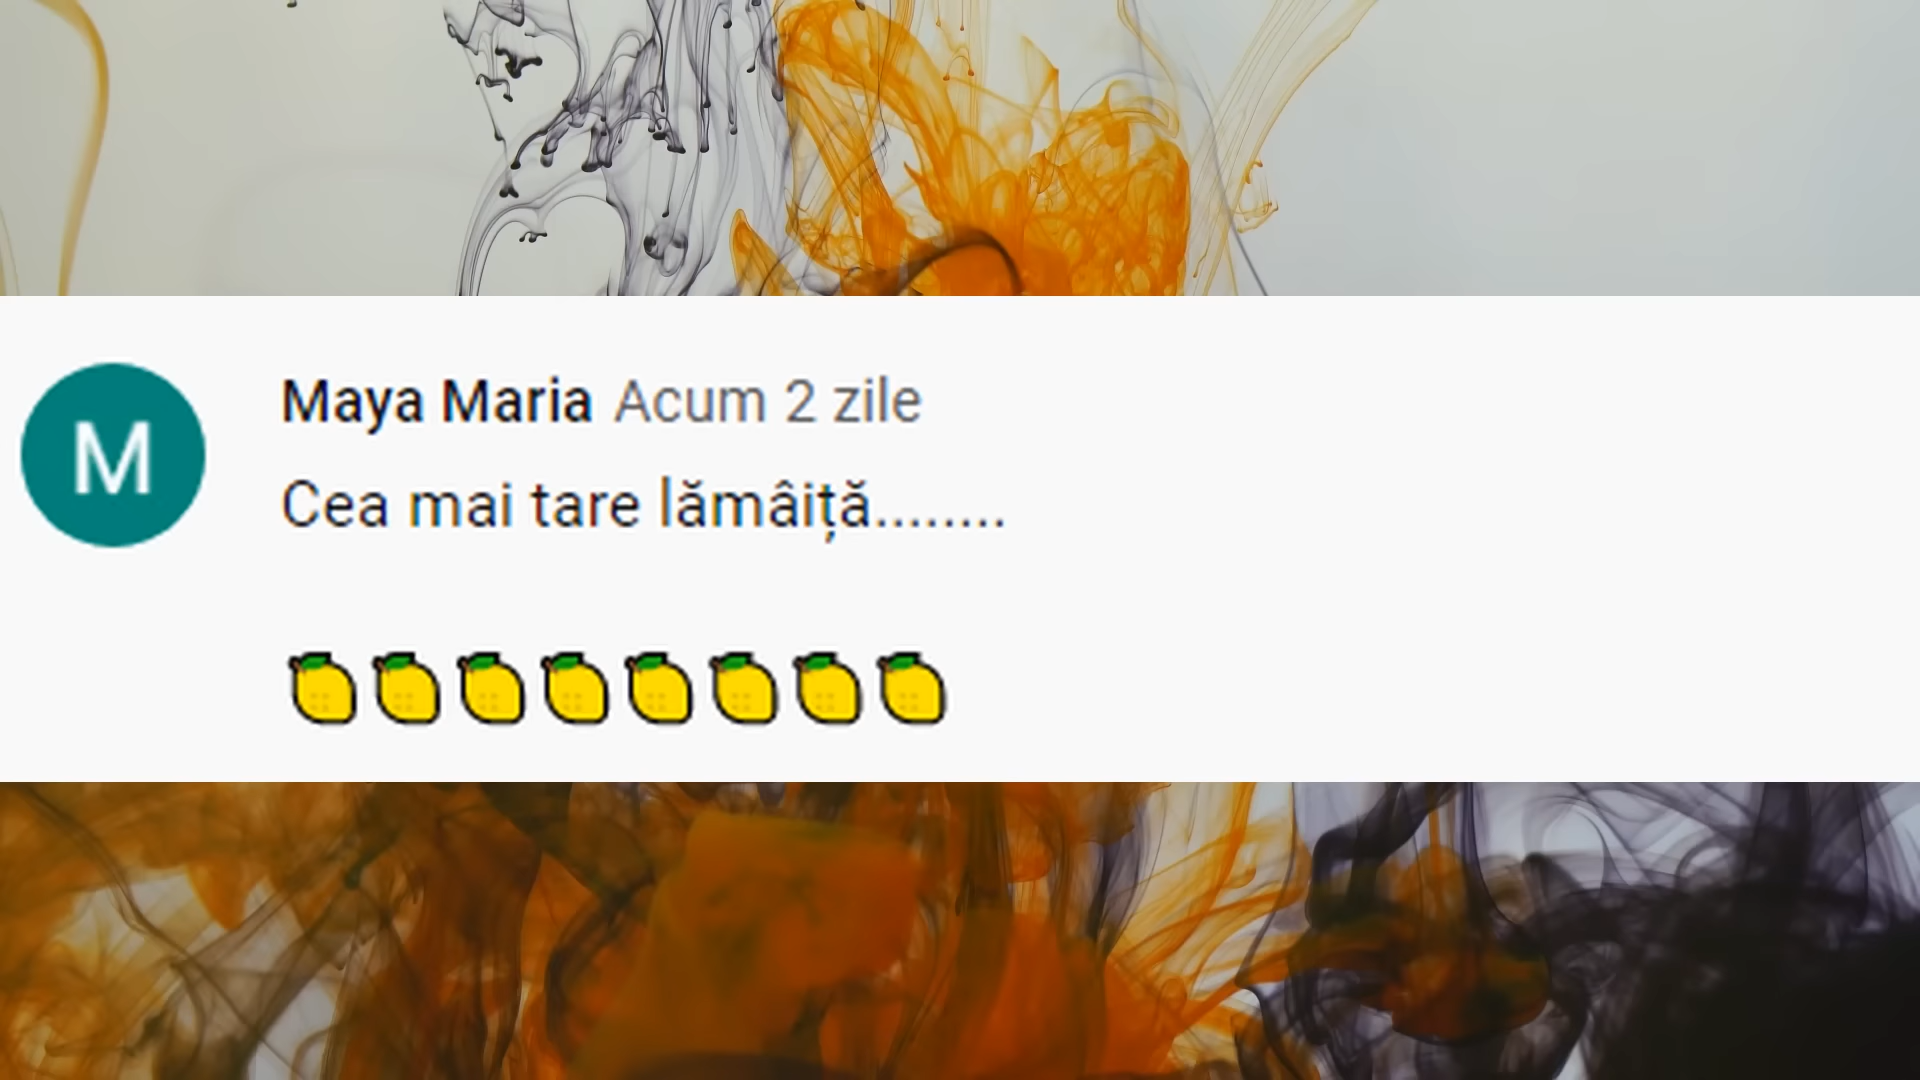 M
Maya Maria Acum 2 zile
Cea mai tare lămâiță........
🍋🍋🍋🍋🍋🍋🍋🍋